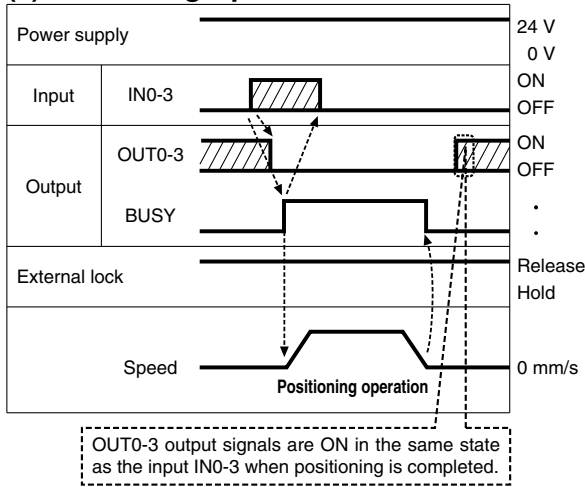 Power supply
24 V
0 V
Input
IN0-3
ON
OFF
Output
OUT0-3
ON
OFF
BUSY
External lock
Release
Hold
Speed
0 mm/s
Positioning operation
OUT0-3 output signals are ON in the same state
as the input IN0-3 when positioning is completed.